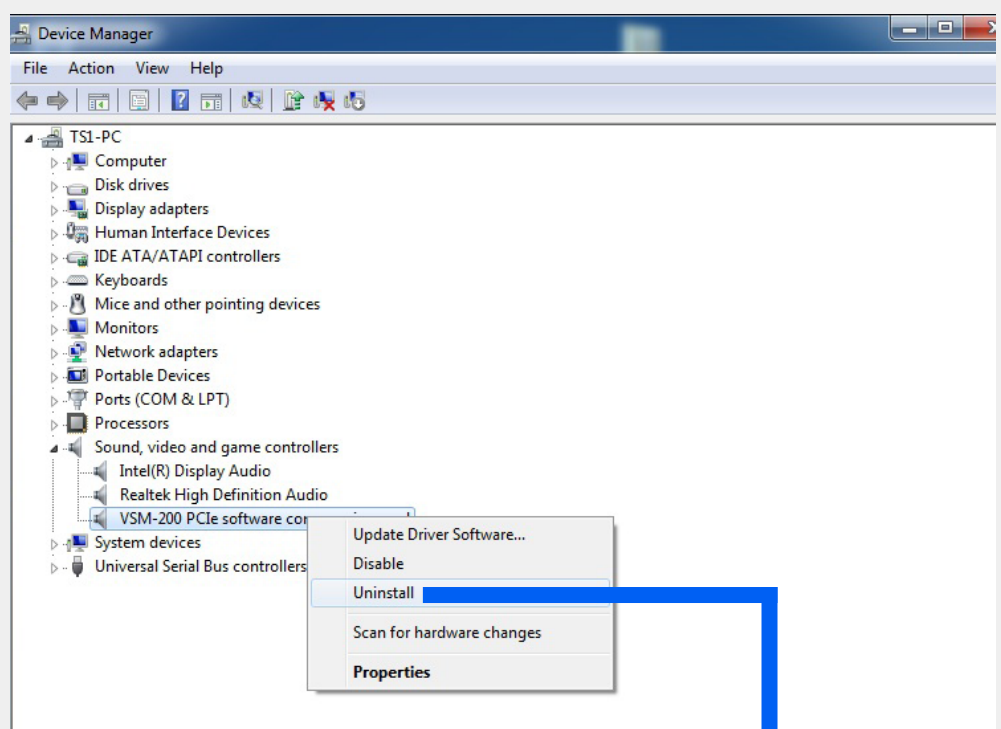 Device Manager
File Action View Help
TS1-PC
Computer
Disk drives
Display adapters
Human Interface Devices
IDE ATA/ATAPI controllers
Keyboards
Mice and other pointing devices
Monitors
Network adapters
Portable Devices
Ports (COM & LPT)
Processors
Sound, video and game controllers
Intel(R) Display Audio
Realtek High Definition Audio
VSM-200 PCIe software
System devices
Universal Serial Bus controllers
Update Driver Software...
Disable
Uninstall
Scan for hardware changes
Properties